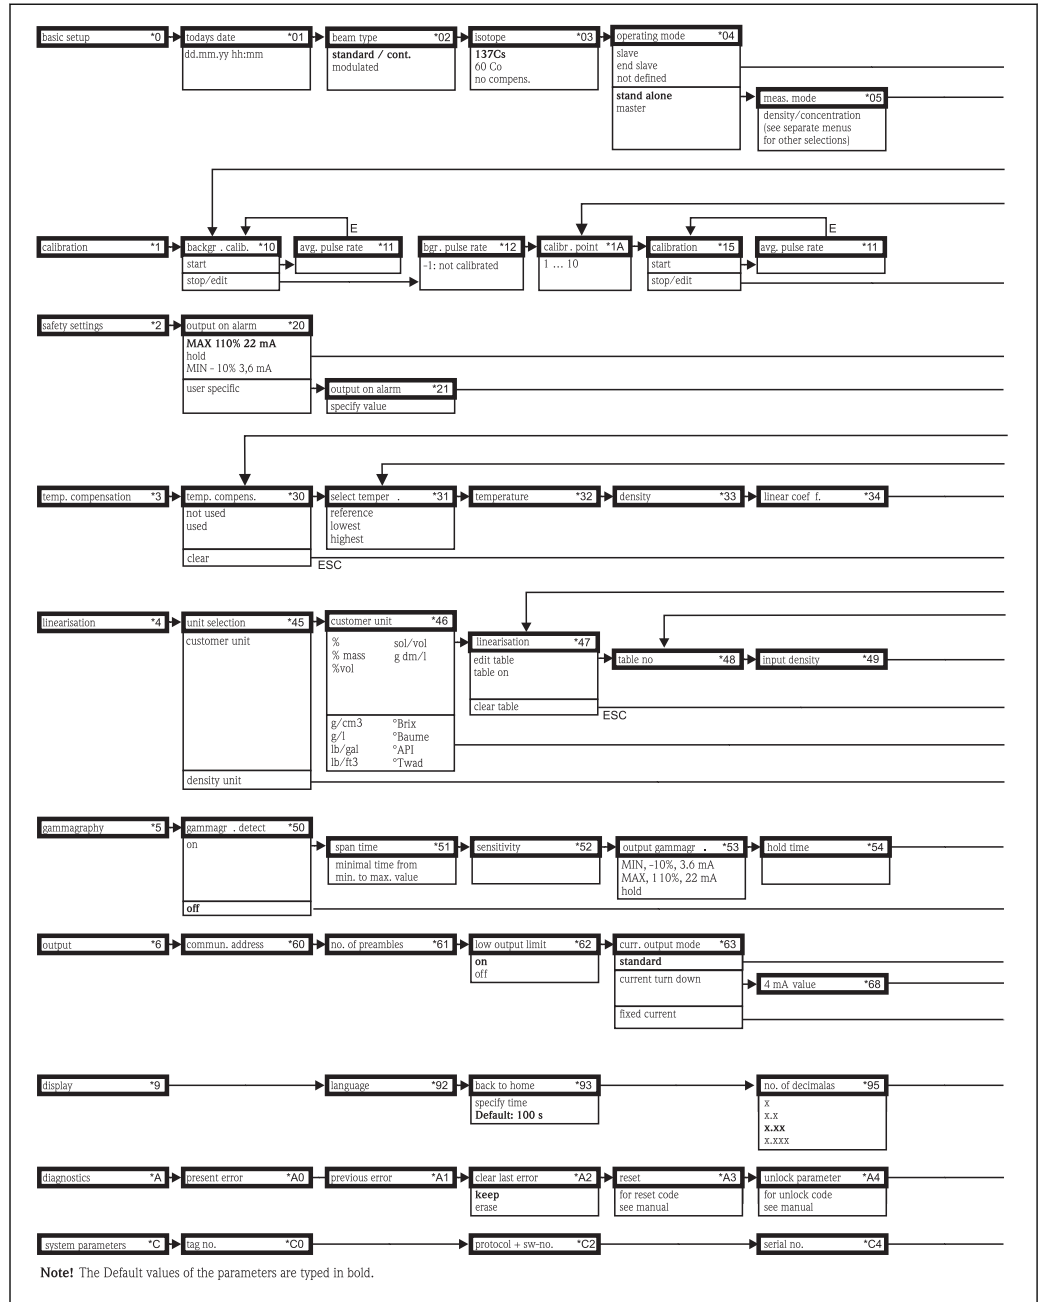 basic setup *0
todays date *01
dd.mm.yy hh:mm
beam type *02
standard / cont.
modulated
isotope *03
137Cs
60 Co
no compens.
operating mode *04
slave
end slave
not defined
stand alone
master
meas. mode *05
density/concentration
(see separate menus
for other selections)
calibration *1
backgr . calib. *10
start
stop/edit
E
avg. pulse rate *11
bgr. pulse rate *12
-1: not calibrated
calibr . point *1A
1 ... 10
calibration *15
start
stop/edit
E
avg. pulse rate *11
safety settings *2
output on alarm *20
MAX 110% 22 mA
hold
MIN - 10% 3,6 mA
user specific
output on alarm *21
specify value
temp. compensation *3
temp. compens. *30
not used
used
clear
ESC
select temper . *31
reference
lowest
highest
temperature *32
density *33
linear coef f. *34
linearisation *4
unit selection *45
customer unit
density unit
customer unit *46
% sol/vol
% mass g dm/l
%vol
g/cm3 °Brix
g/l °Baume
lb/gal °API
lb/ft3 °Twad
linearisation *47
edit table
table on
clear table
ESC
table no *48
input density *49
gammagraphy *5
gammagr . detect *50
on
off
span time *51
minimal time from
min. to max. value
sensitivity *52
output gammagr . *53
MIN, -10%, 3.6 mA
MAX, 110%, 22 mA
hold
hold time *54
output *6
commun. address *60
no. of preambles *61
low output limit *62
on
off
curr. output mode *63
standard
current turn down
fixed current
4 mA value *68
display *9
language *92
back to home *93
specify time
Default: 100 s
no. of decimalas *95
x
x.x
x.xx
x.xxx
diagnostics *A
present error *A0
previous error *A1
clear last error *A2
keep
erase
reset *A3
for reset code
see manual
unlock parameter *A4
for unlock code
see manual
system parameters *C
tag no. *C0
protocol + sw-no. *C2
serial no. *C4
Note! The Default values of the parameters are typed in bold.